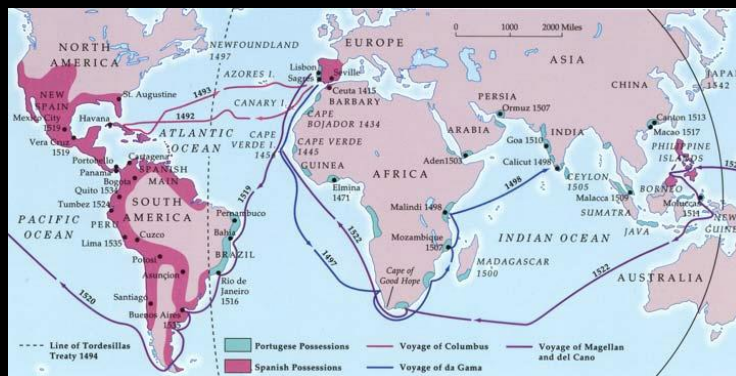 0 1000 2000 Miles
NORTH
AMERICA
NEWFOUNDLAND
1497
EUROPE
ASIA
Lisbon
Sagres
Seville
AZORES I.
1493
CANARY I.
1492
Ceuta 1415
BARBARY
CAPE
BOJADOR 1434
St. Augustine
NEW
SPAIN
Mexico City
1519
Havana
Vera Cruz
1519
ATLANTIC
OCEAN
CAPE
VERDE I.
CAPE VERDE
1445
GUINEA
PERSIA
Ormuz 1507
ARABIA
CHINA
JAPAN
1542
Canton 1513
Macao 1517
INDIA
Goa 1510
Calicut 1498
PHILIPPINE
ISLANDS
Portobello
Panama
Cartagena
Bogota
SPANISH
MAIN
Quito 1534
Tumbez 1524
SOUTH
AMERICA
1519
Elmina
1471
AFRICA
Aden 1503
1498
CEYLON
1505
Malacca 1509
BORNEO
SUMATRA
JAVA
Moluccas
1511
NEW
GUINEA
Malindi 1498
Pernambuco
Bahia
BRAZIL
PACIFIC
OCEAN
PERU
Lima 1535
Cuzco
Potosi
Asunçion
Rio de
Janeiro
1516
1497
1522
Mozambique
1507
INDIAN OCEAN
MADAGASCAR
1500
Cape of
Good Hope
1522
AUSTRALIA
1520
Santiago
Buenos Aires
1535
Line of Tordesillas
Treaty 1494
Portugese Possessions
Spanish Possessions
Voyage of Columbus
Voyage of da Gama
Voyage of Magellan
and del Cano